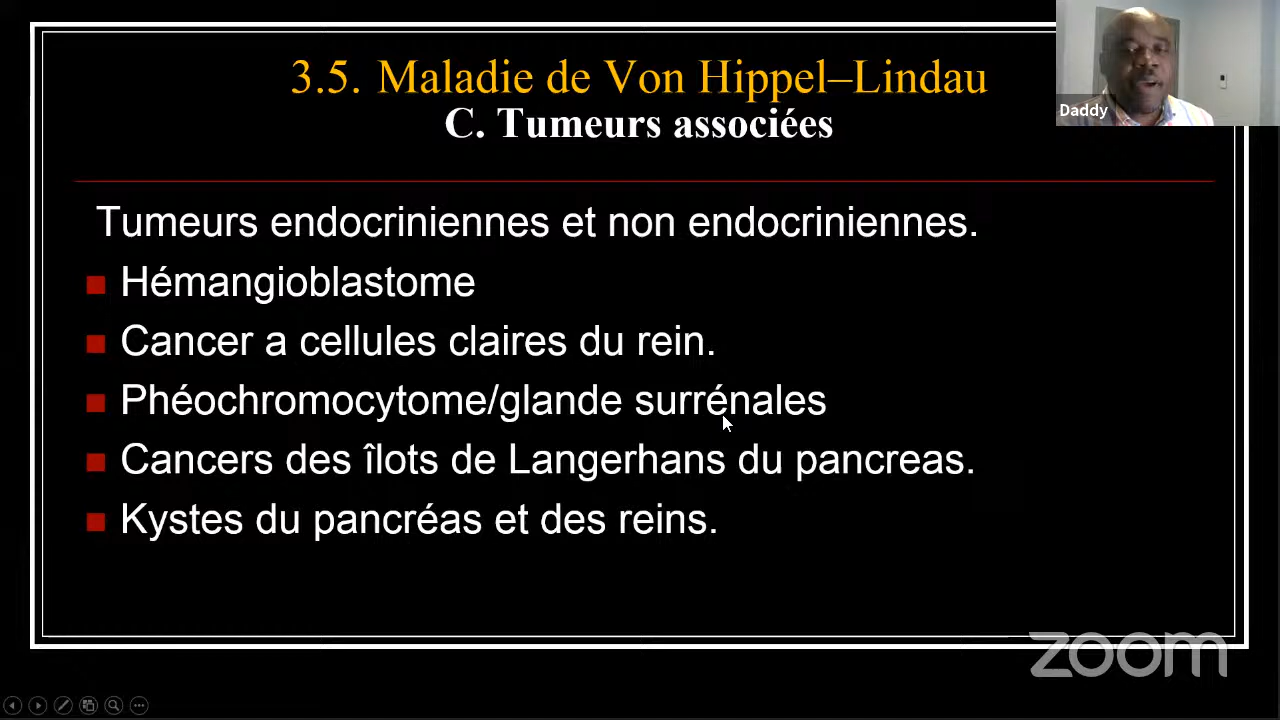 3.5. Maladie de Von Hippel–Lindau
C. Tumeurs associées
Daddy
Tumeurs endocriniennes et non endocriniennes.
Hémangioblastome
Cancer a cellules claires du rein.
Phéochromocytome/glande surrénales
Cancers des îlots de Langerhans du pancreas.
Kystes du pancréas et des reins.
zoom